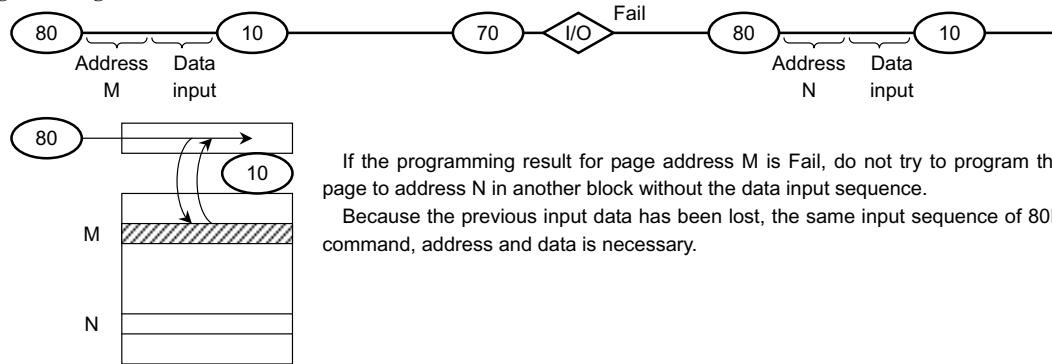 Fail
80 10 70 I/O 80 10
Address Data Address Data
M input N input
80
10
If the programming result for page address M is Fail, do not try to program
page to address N in another block without the data input sequence.
Because the previous input data has been lost, the same input sequence of
command, address and data is necessary.
M
N